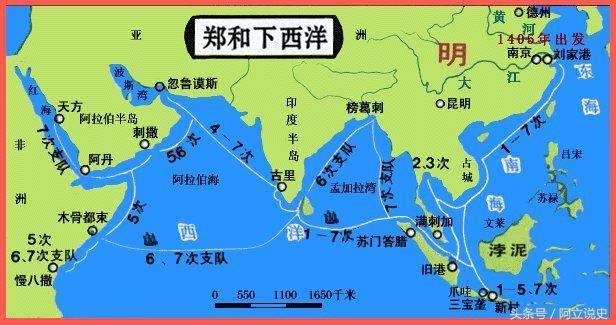 郑和下西洋
亚
洲
德州
黄
河
1405年出发
南京
刘家港
明
大
江
东
海
昆明
红
海
波
斯
湾
忽鲁谟斯
天方
阿拉伯半岛
刺撒
7次支队
印
度
半
岛
榜葛刺
非
洲
阿丹
5.6次
4-7次
古里
6次支队
孟加拉湾
7次支队
2.3次
占
城
1-7次
南
海
吕宋
苏禄
阿拉伯海
5次
木骨都束
5次
6.7次支队
慢八撒
西
洋
6、7次支队
1-7次
苏门答腊
满刺加
文莱
浡泥
旧港
爪哇
三宝垄
新村
1-5.7次
0 550 1100 1650千米
头条号 / 阿立说史